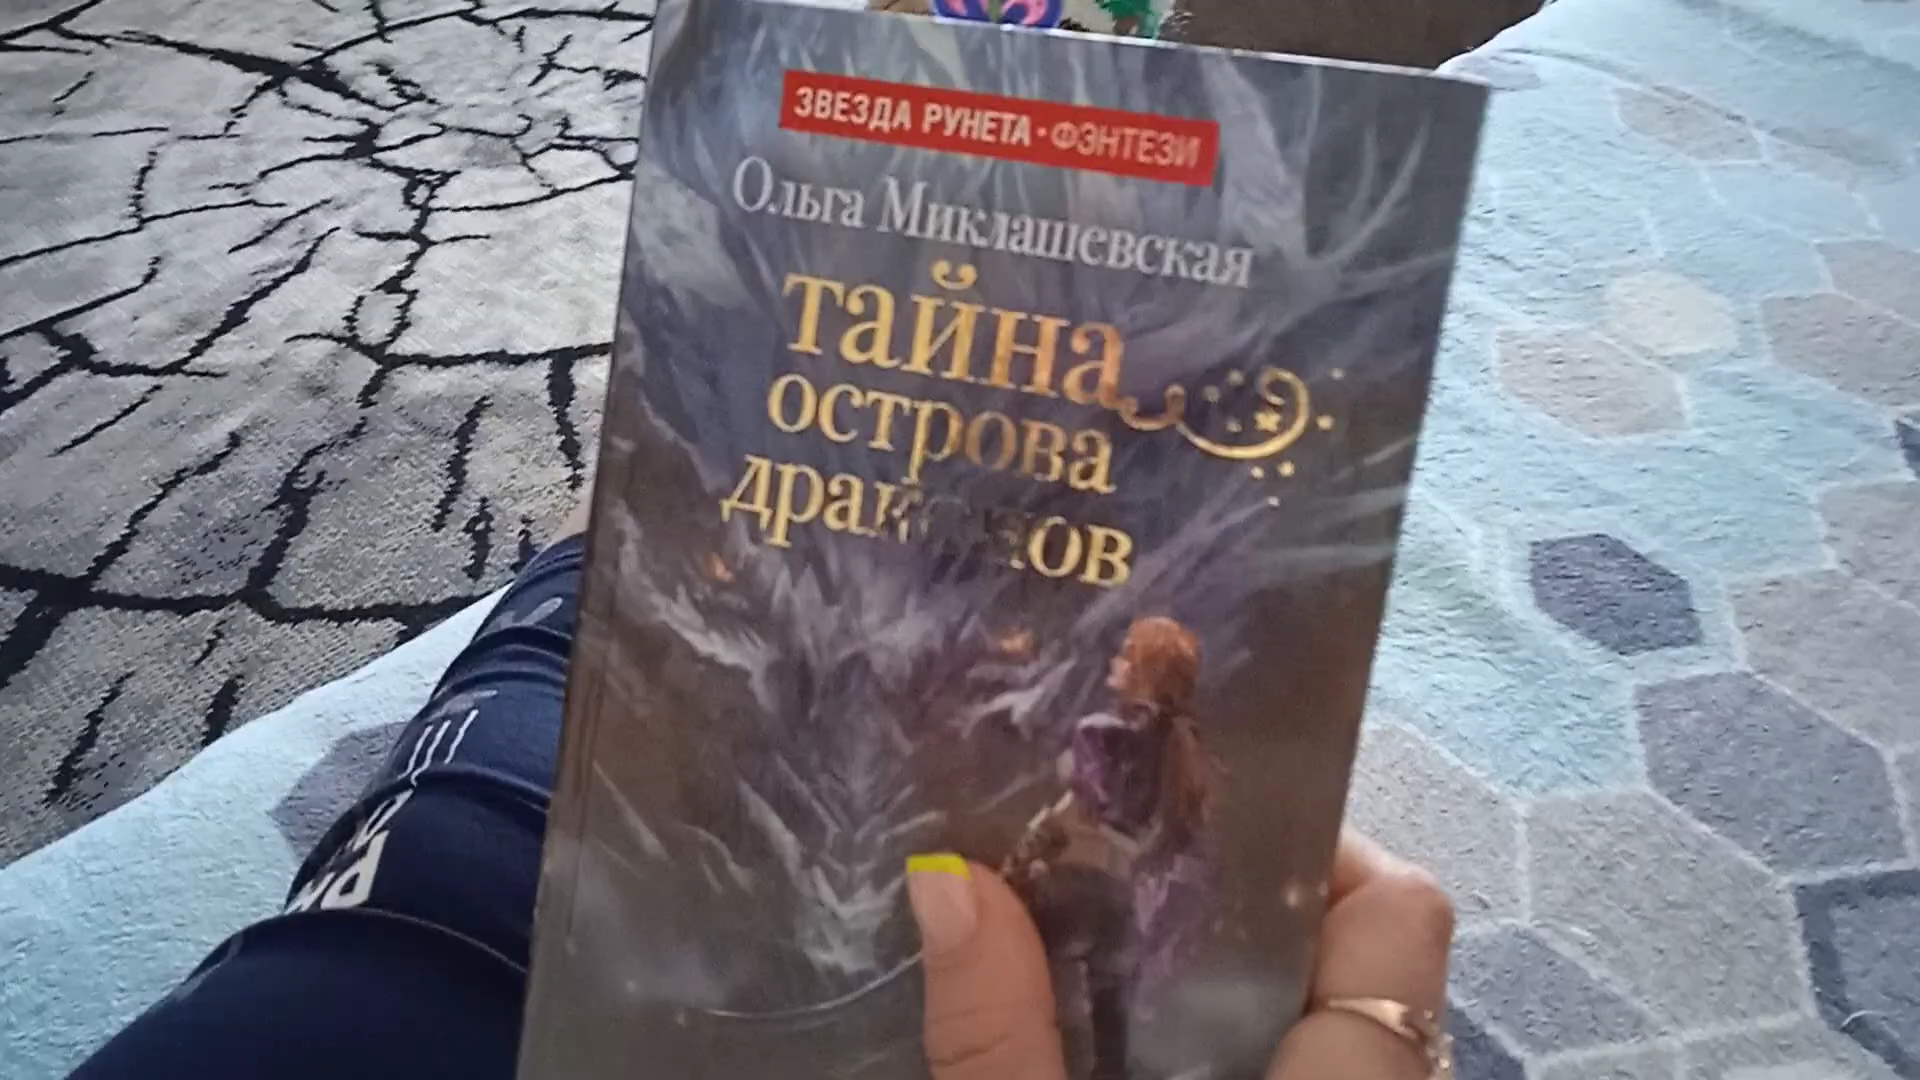 ЗВЕЗДА РУНЕТА · ФЭНТЕЗИ
Ольга Миклашевская
тайна
острова
драконов